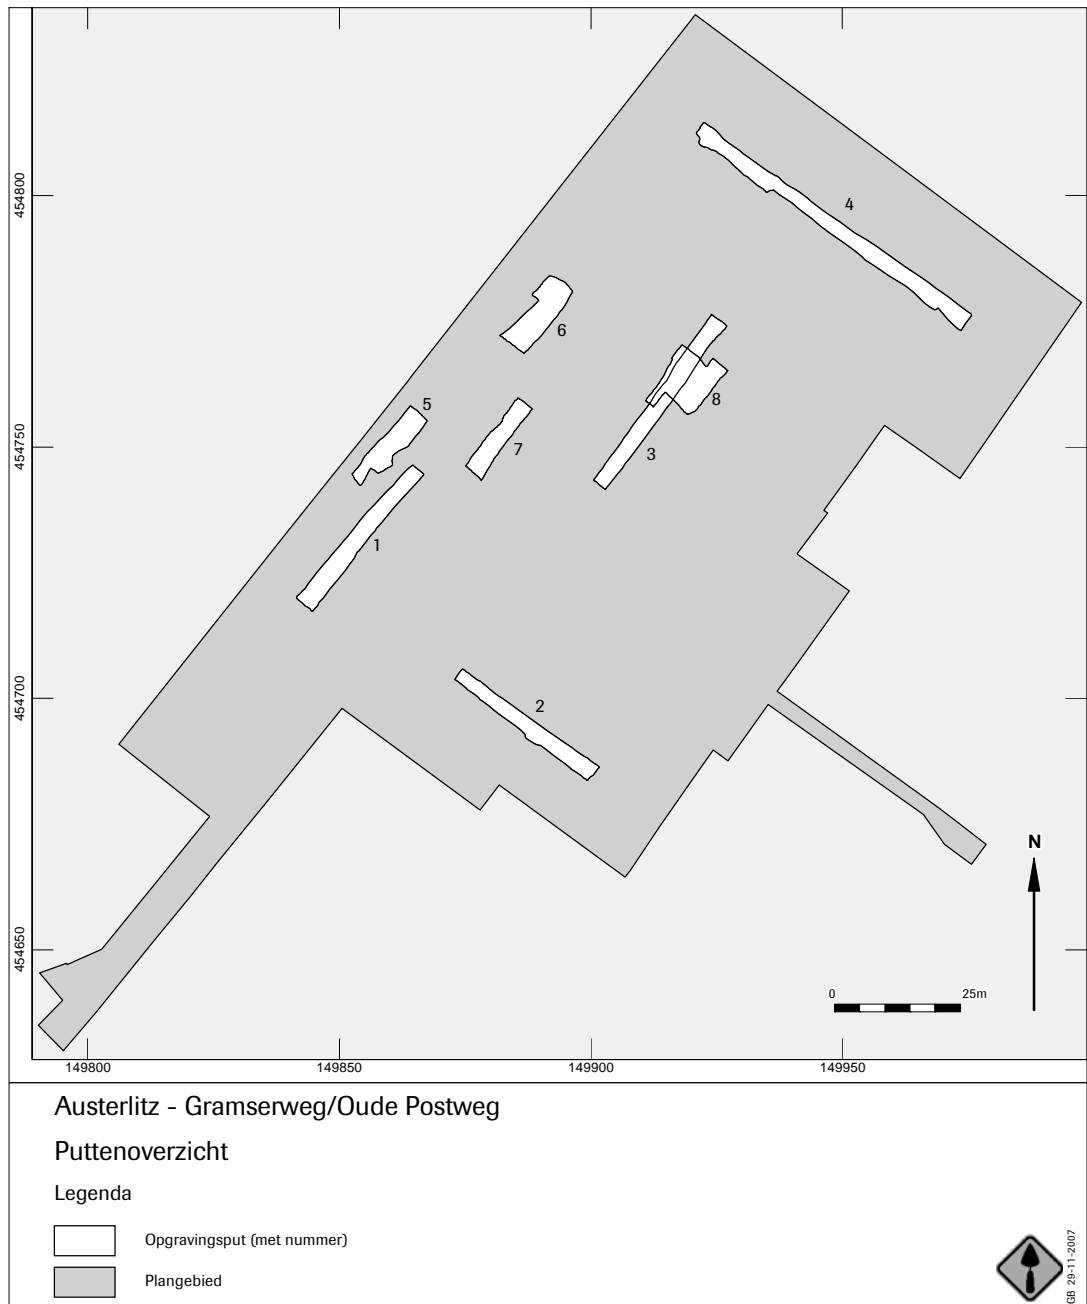 454800
454750
454700
454650
4
6
5
8
7
3
1
2
N
0 25m
149800 149850 149900 149950
Austerlitz - Gramserweg/Oude Postweg
Puttenoverzicht
Legenda
Opgravingsput (met nummer)
Plangebied
GB 29-11-2007